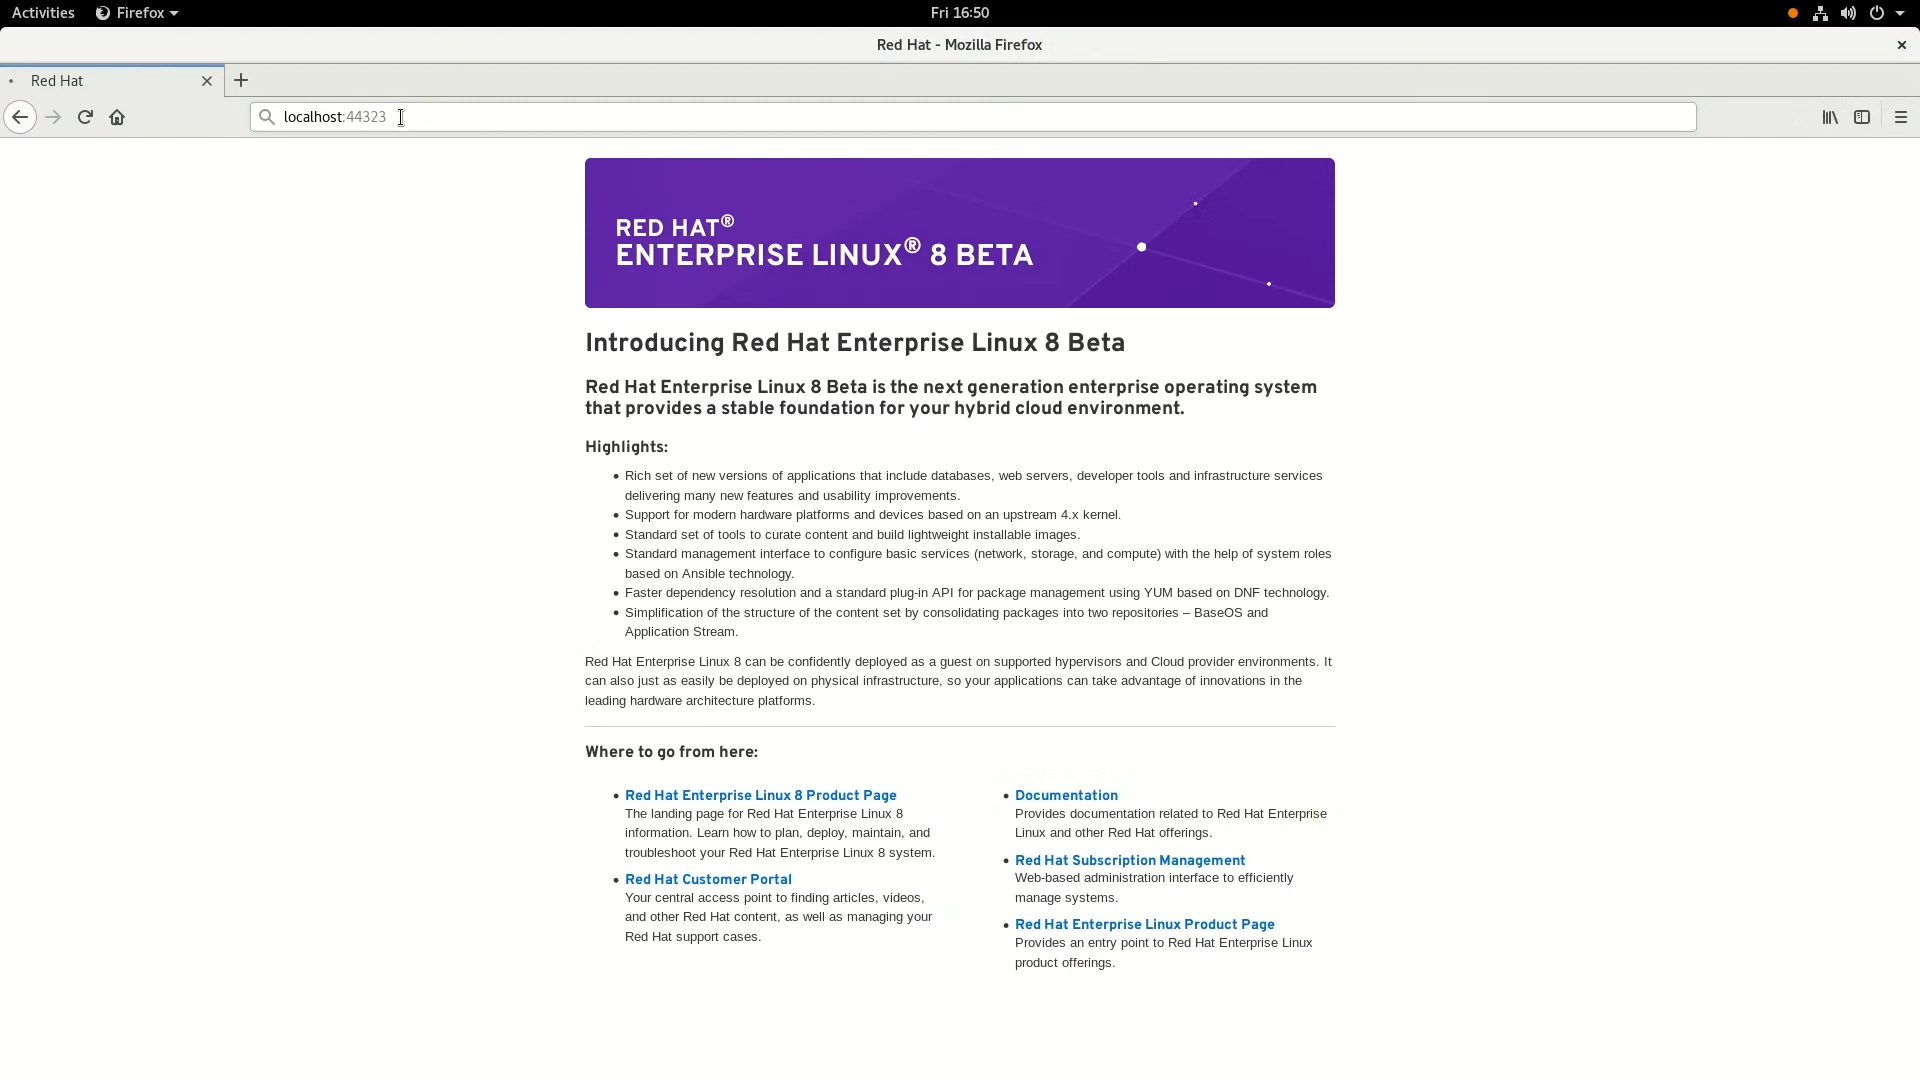 Activities Firefox Fri 16:50
Red Hat - Mozilla Firefox
Red Hat
localhost:44323
RED HAT®
ENTERPRISE LINUX® 8 BETA
Introducing Red Hat Enterprise Linux 8 Beta
Red Hat Enterprise Linux 8 Beta is the next generation enterprise operating system
that provides a stable foundation for your hybrid cloud environment.
Highlights:
• Rich set of new versions of applications that include databases, web servers, developer tools and infrastructure services
delivering many new features and usability improvements.
• Support for modern hardware platforms and devices based on an upstream 4.x kernel.
• Standard set of tools to curate content and build lightweight installable images.
• Standard management interface to configure basic services (network, storage, and compute) with the help of system roles
based on Ansible technology.
• Faster dependency resolution and a standard plug-in API for package management using YUM based on DNF technology.
• Simplification of the structure of the content set by consolidating packages into two repositories – BaseOS and
Application Stream.
Red Hat Enterprise Linux 8 can be confidently deployed as a guest on supported hypervisors and Cloud provider environments. It
can also just as easily be deployed on physical infrastructure, so your applications can take advantage of innovations in the
leading hardware architecture platforms.
Where to go from here:
• Red Hat Enterprise Linux 8 Product Page
The landing page for Red Hat Enterprise Linux 8
information. Learn how to plan, deploy, maintain, and
troubleshoot your Red Hat Enterprise Linux 8 system.
• Red Hat Customer Portal
Your central access point to finding articles, videos,
and other Red Hat content, as well as managing your
Red Hat support cases.
• Documentation
Provides documentation related to Red Hat Enterprise
Linux and other Red Hat offerings.
• Red Hat Subscription Management
Web-based administration interface to efficiently
manage systems.
• Red Hat Enterprise Linux Product Page
Provides an entry point to Red Hat Enterprise Linux
product offerings.